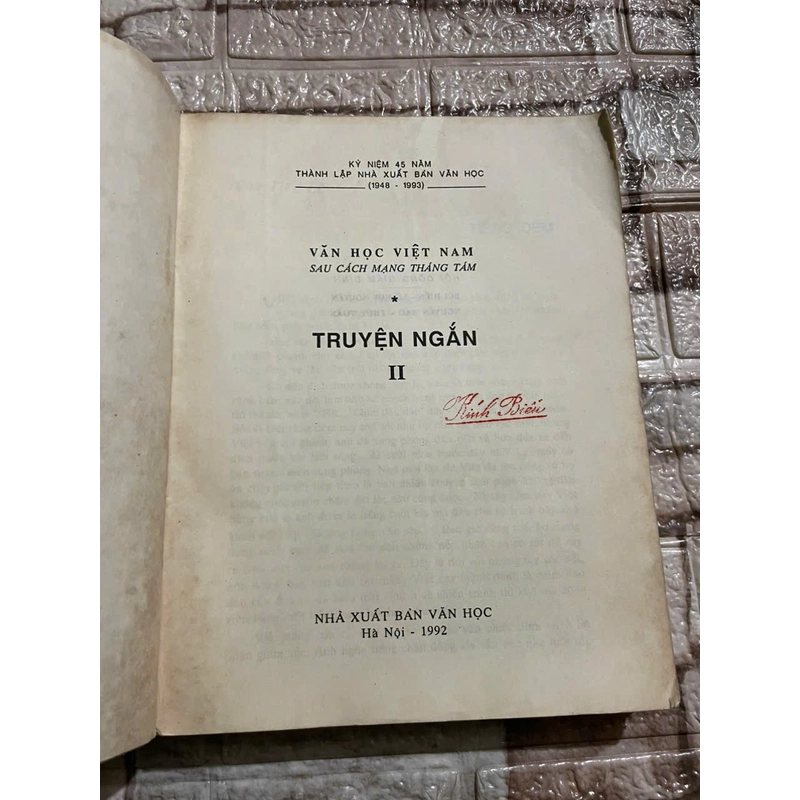 KỶ NIỆM 45 NĂM
THÀNH LẬP NHÀ XUẤT BẢN VĂN HỌC
(1948 - 1993)
VĂN HỌC VIỆT NAM
SAU CÁCH MẠNG THÁNG TÁM
*
TRUYỆN NGẮN
II
Kính Biếu
NHÀ XUẤT BẢN VĂN HỌC
Hà Nội - 1992